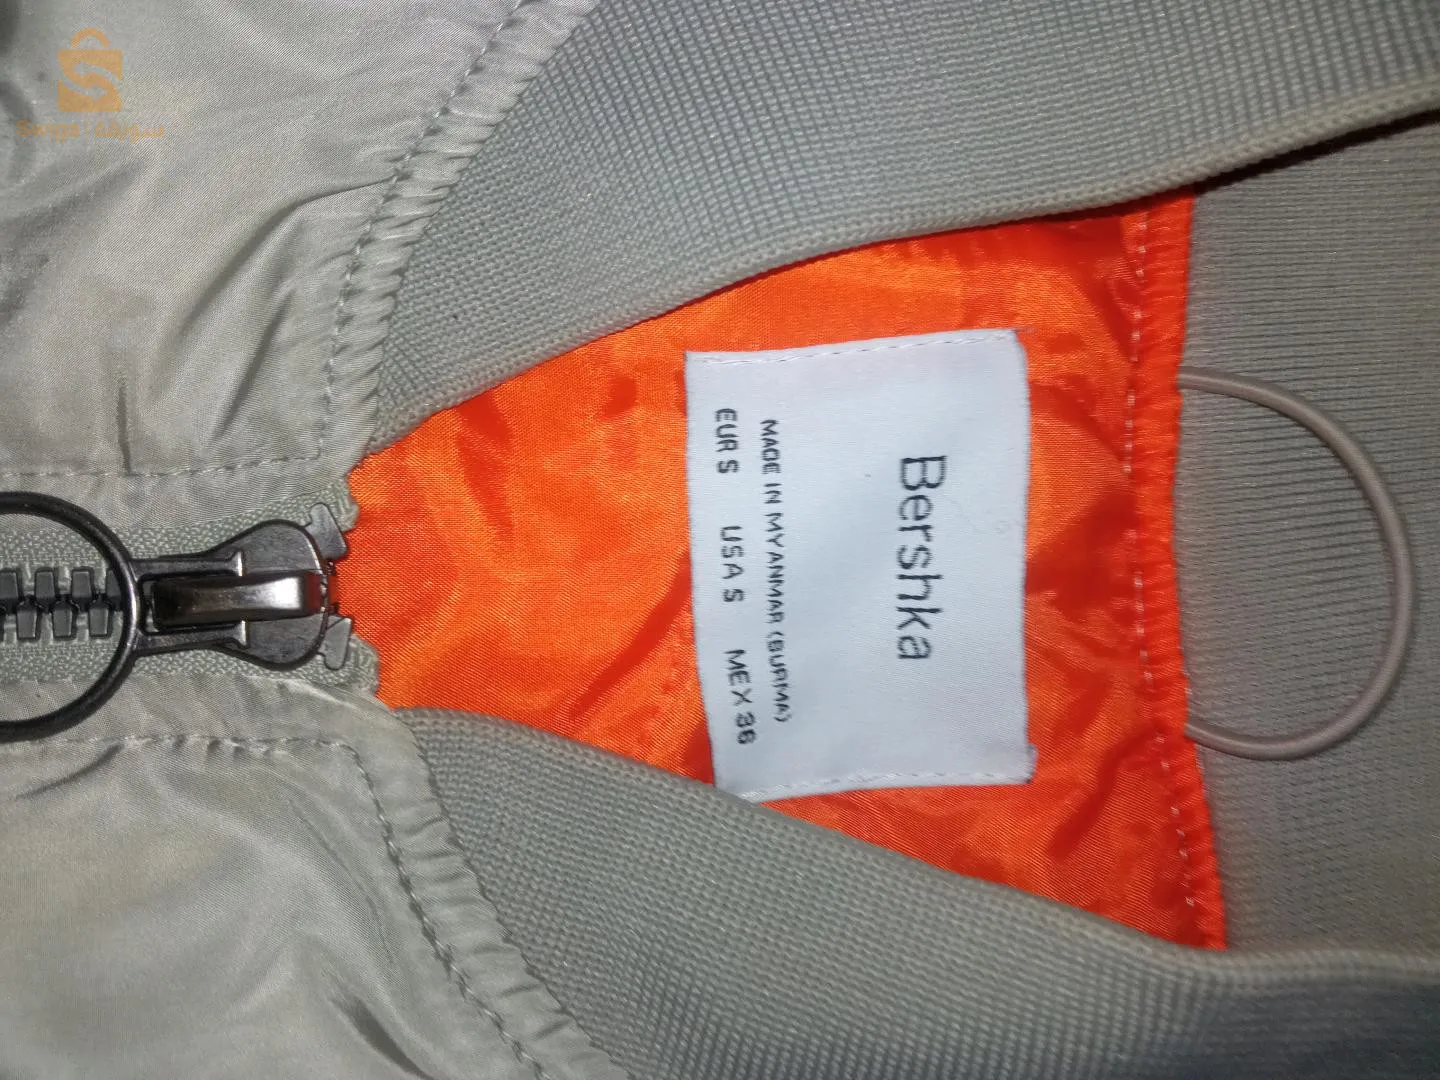 Bershka
MADE IN MYANMAR (BURMA)
EUR S USA S MEX 36